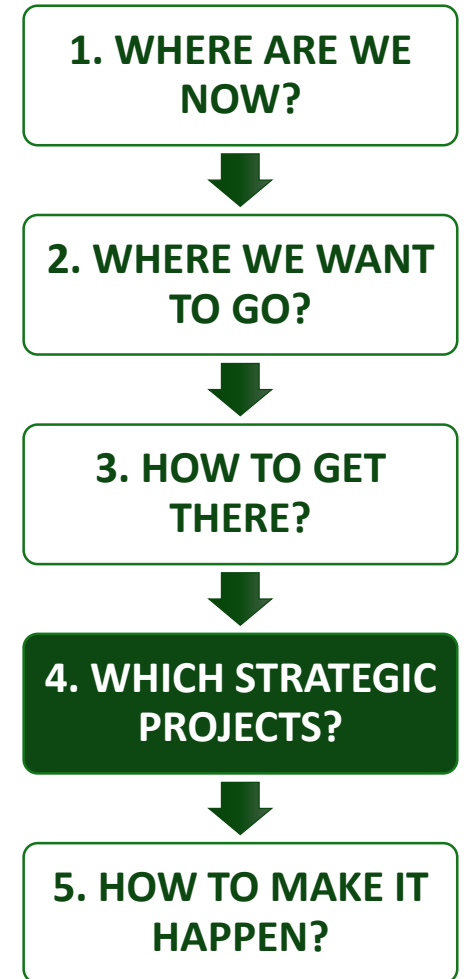 1. WHERE ARE WE
NOW?
2. WHERE WE WANT
TO GO?
3. HOW TO GET
THERE?
4. WHICH STRATEGIC
PROJECTS?
5. HOW TO MAKE IT
HAPPEN?